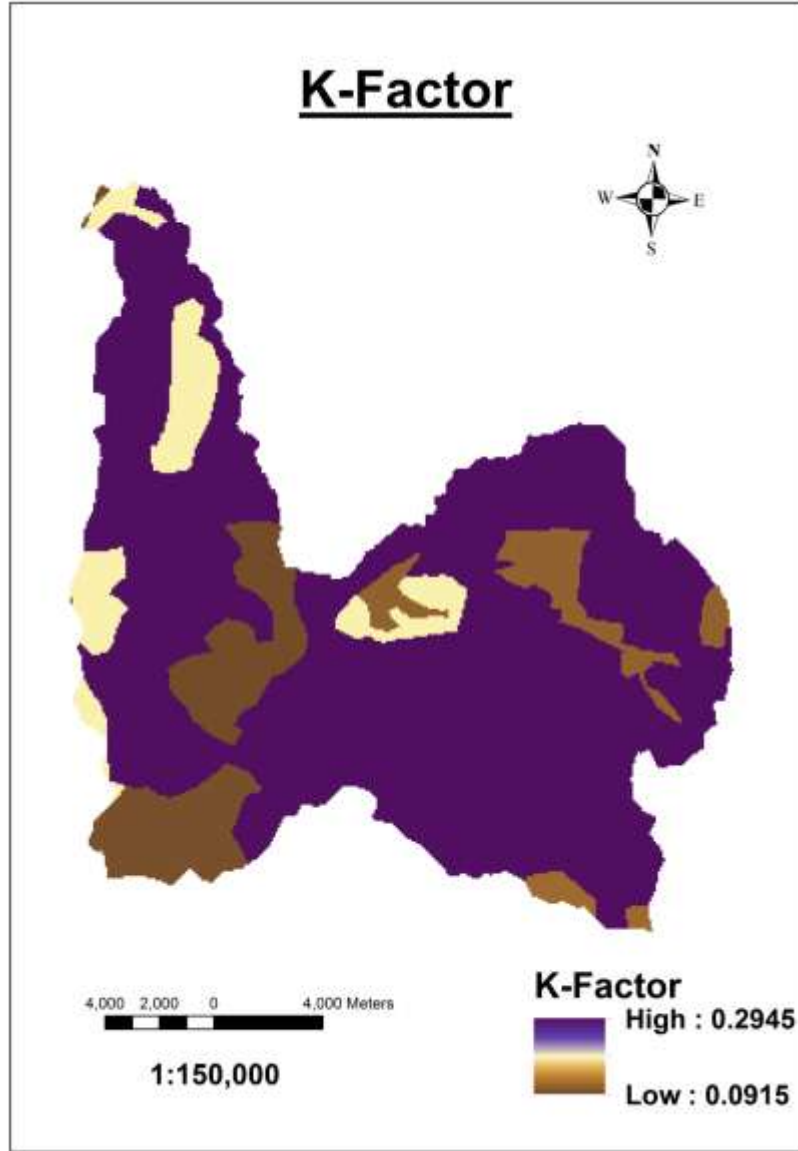 K-Factor
N
W E
S
4,000 2,000 0 4,000 Meters
1:150,000
K-Factor
High : 0.2945
Low : 0.0915